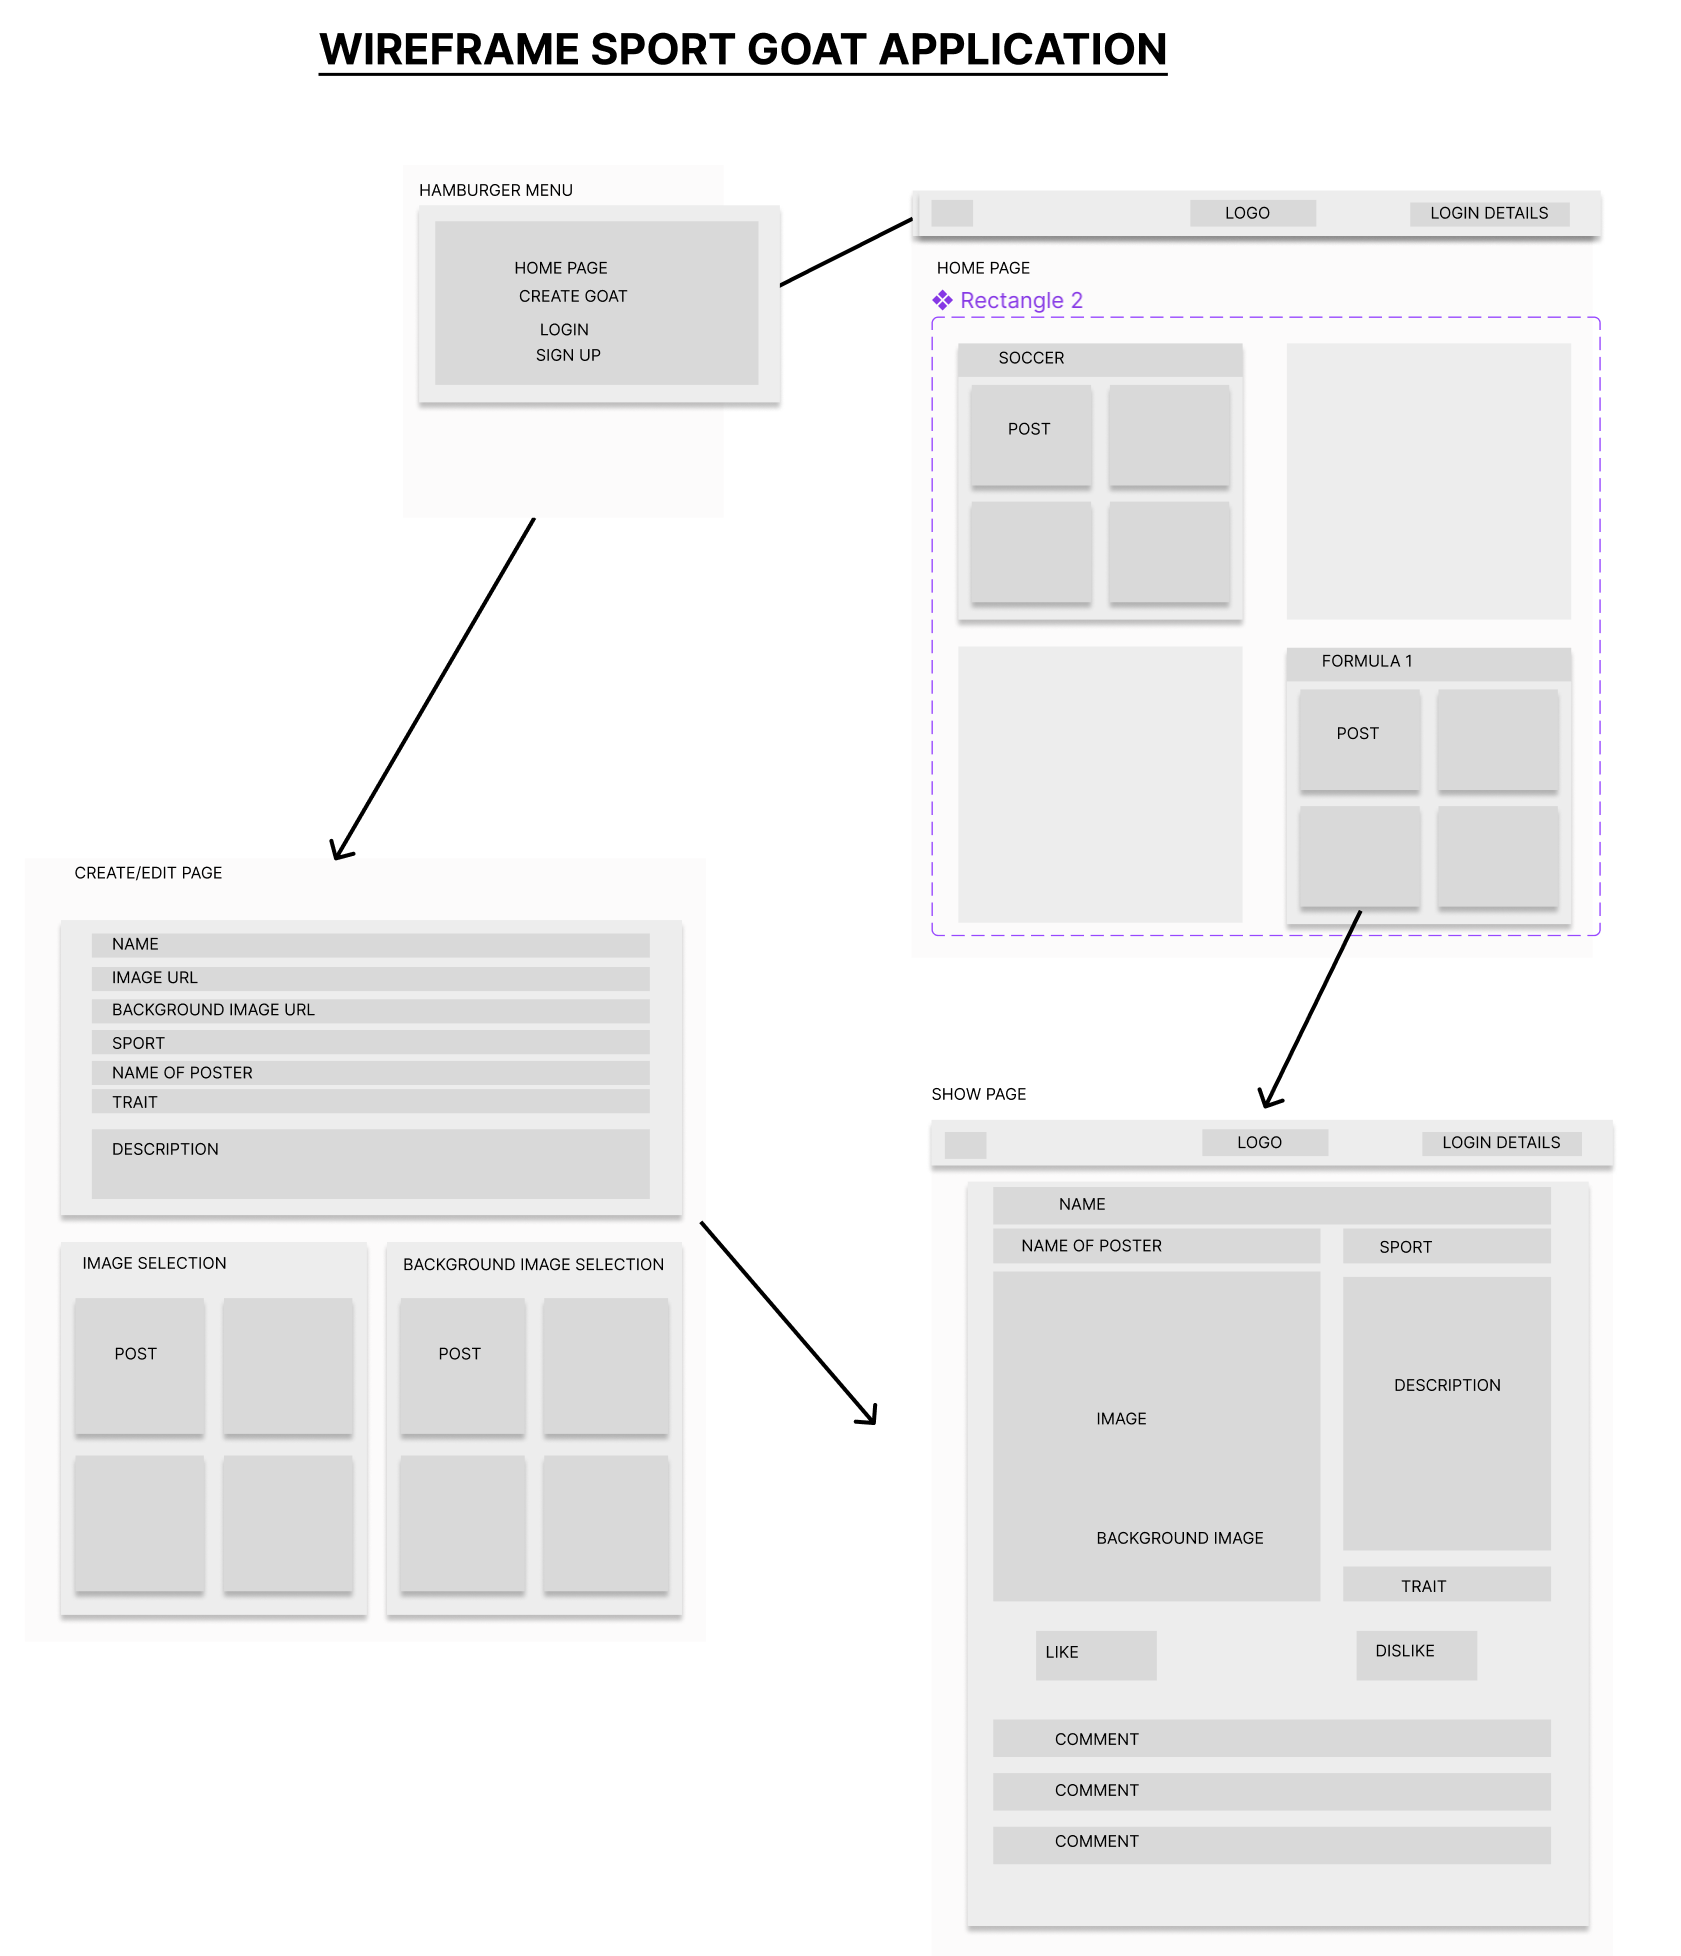 WIREFRAME SPORT GOAT APPLICATION
HAMBURGER MENU
HOME PAGE
CREATE GOAT
LOGIN
SIGN UP
LOGO
LOGIN DETAILS
HOME PAGE
Rectangle 2
SOCCER
POST
FORMULA 1
POST
CREATE/EDIT PAGE
NAME
IMAGE URL
BACKGROUND IMAGE URL
SPORT
NAME OF POSTER
TRAIT
DESCRIPTION
IMAGE SELECTION
POST
BACKGROUND IMAGE SELECTION
POST
SHOW PAGE
LOGO
LOGIN DETAILS
NAME
NAME OF POSTER
SPORT
IMAGE
BACKGROUND IMAGE
DESCRIPTION
TRAIT
LIKE
DISLIKE
COMMENT
COMMENT
COMMENT